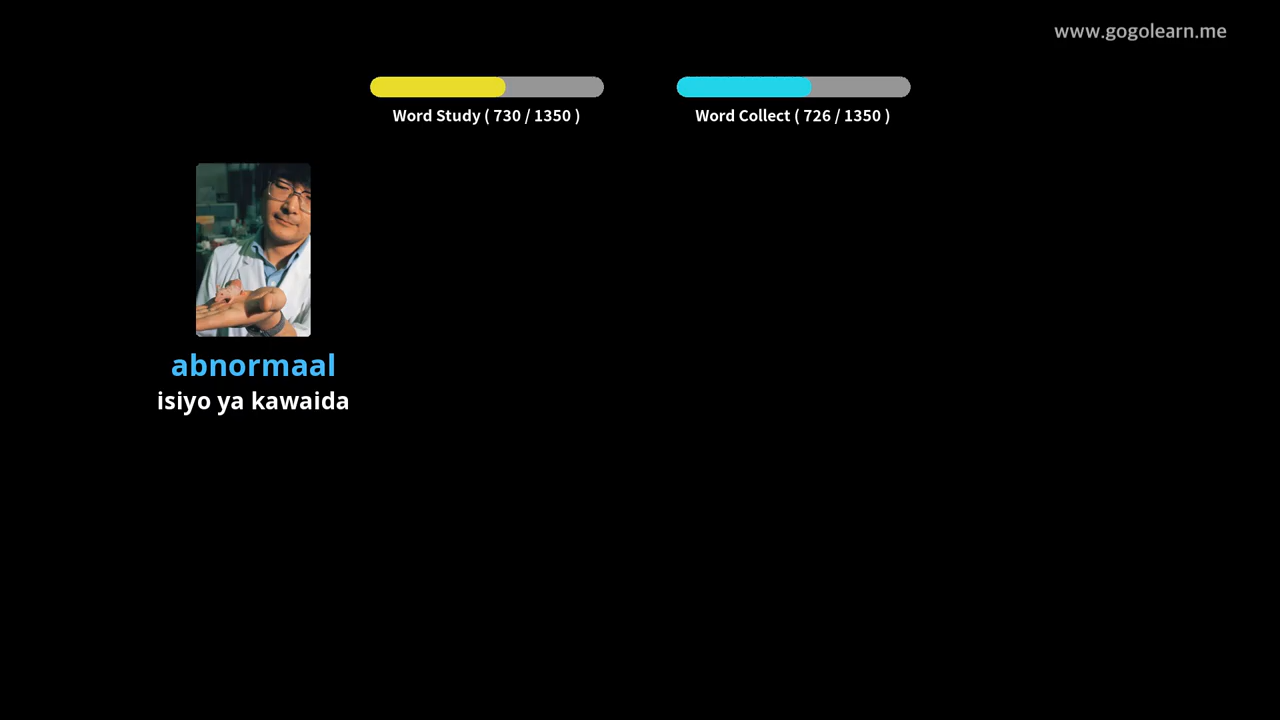 www.gogolearn.me
Word Study ( 730 / 1350 )
Word Collect ( 726 / 1350 )
abnormaal
isiyo ya kawaida